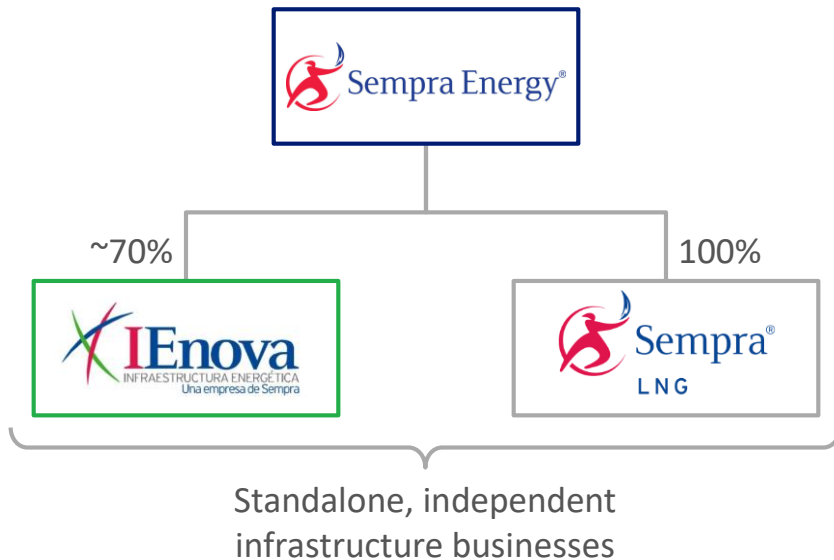 Sempra Energy®
~70%
100%
IEnova
INFRAESTRUCTURA ENERGÉTICA
Una empresa de Sempra
Sempra®
LNG
Standalone, independent
infrastructure businesses